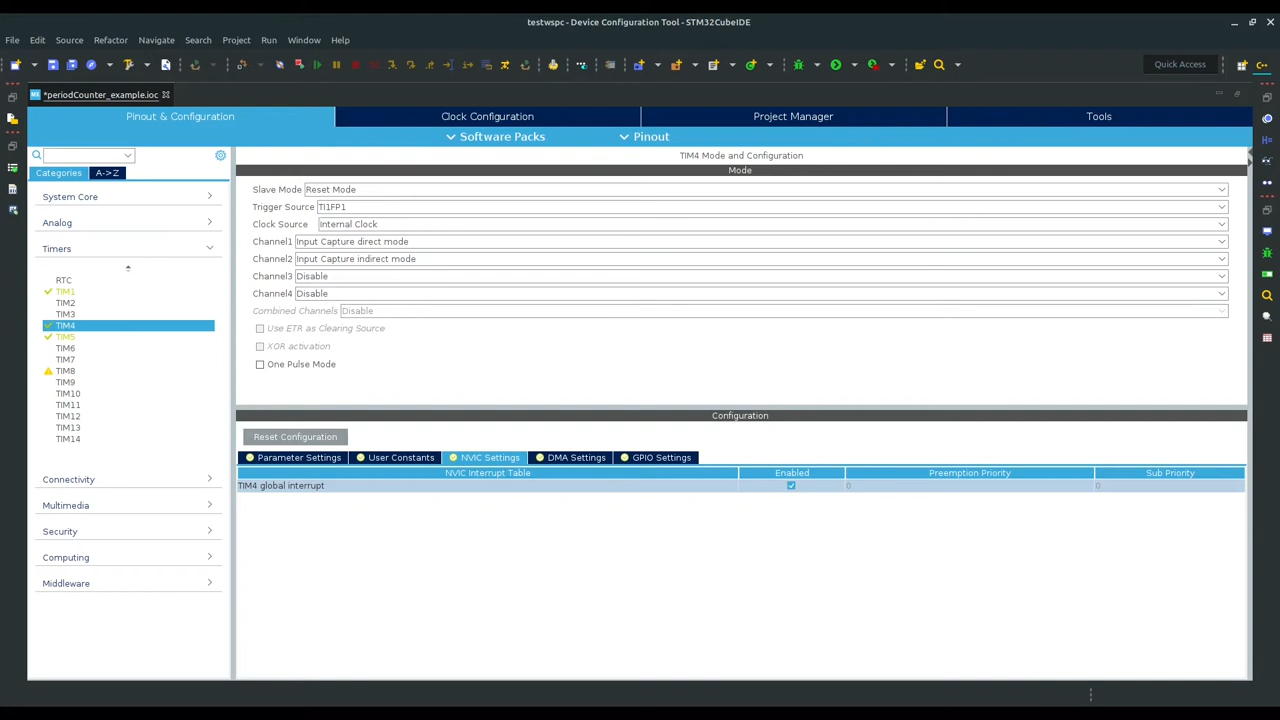 testwspc - Device Configuration Tool - STM32CubeIDE
File Edit Source Refactor Navigate Search Project Run Window Help
Quick Access
*periodCounter_example.ioc
Pinout & Configuration Clock Configuration Project Manager Tools
Software Packs Pinout
TIM4 Mode and Configuration
Categories A->Z
Mode
System Core
Analog
Timers
RTC
TIM1
TIM2
TIM3
TIM4
TIM5
TIM6
TIM7
TIM8
TIM9
TIM10
TIM11
TIM12
TIM13
TIM14
Connectivity
Multimedia
Security
Computing
Middleware
Slave Mode Reset Mode
Trigger Source TI1FP1
Clock Source Internal Clock
Channel1 Input Capture direct mode
Channel2 Input Capture indirect mode
Channel3 Disable
Channel4 Disable
Combined Channels Disable
Use ETR as Clearing Source
XOR activation
One Pulse Mode
Configuration
Reset Configuration
Parameter Settings User Constants NVIC Settings DMA Settings GPIO Settings
NVIC Interrupt Table Enabled Preemption Priority Sub Priority
TIM4 global interrupt 0 0